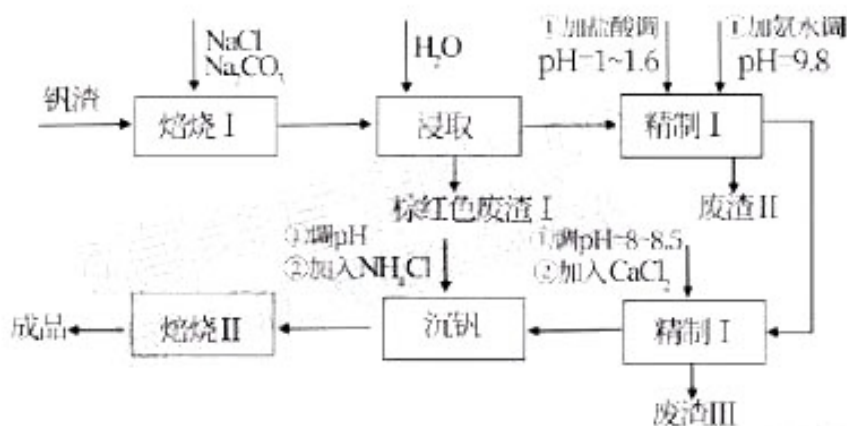 NaCl
Na₂CO₃
H₂O
①加盐酸调
pH=1~1.6
①加氨水调
pH=9.8
钒渣
焙烧Ⅰ
浸取
精制Ⅰ
棕红色废渣Ⅰ
废渣Ⅱ
①调pH
②加入NH₄Cl
①调pH=8~8.5
②加入CaCl₂
成品
焙烧Ⅱ
沉钒
精制Ⅰ
废渣Ⅲ